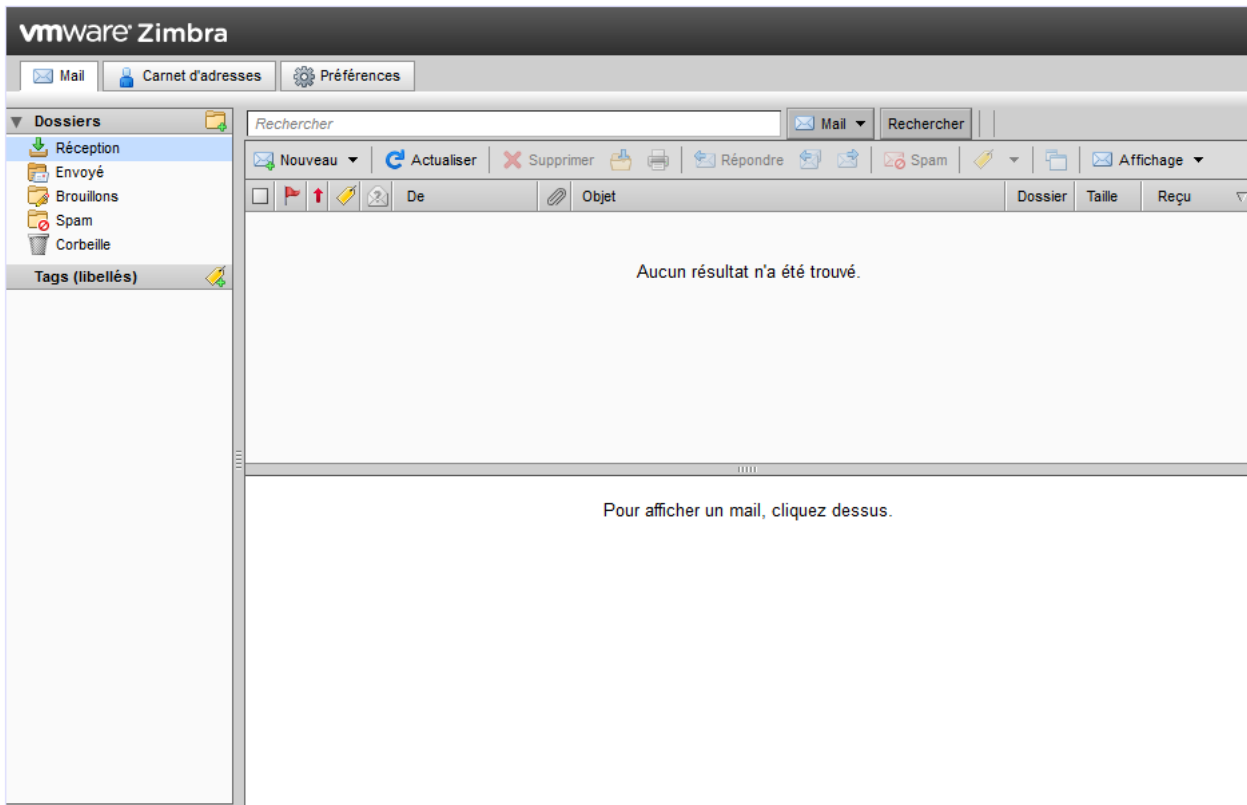 vmware Zimbra
Mail Carnet d'adresses Préférences
Dossiers
Réception
Envoyé
Brouillons
Spam
Corbeille
Tags (libellés)
Rechercher Mail Rechercher
Nouveau Actualiser Supprimer Répondre Spam Affichage
De Objet Dossier Taille Reçu
Aucun résultat n'a été trouvé.
Pour afficher un mail, cliquez dessus.